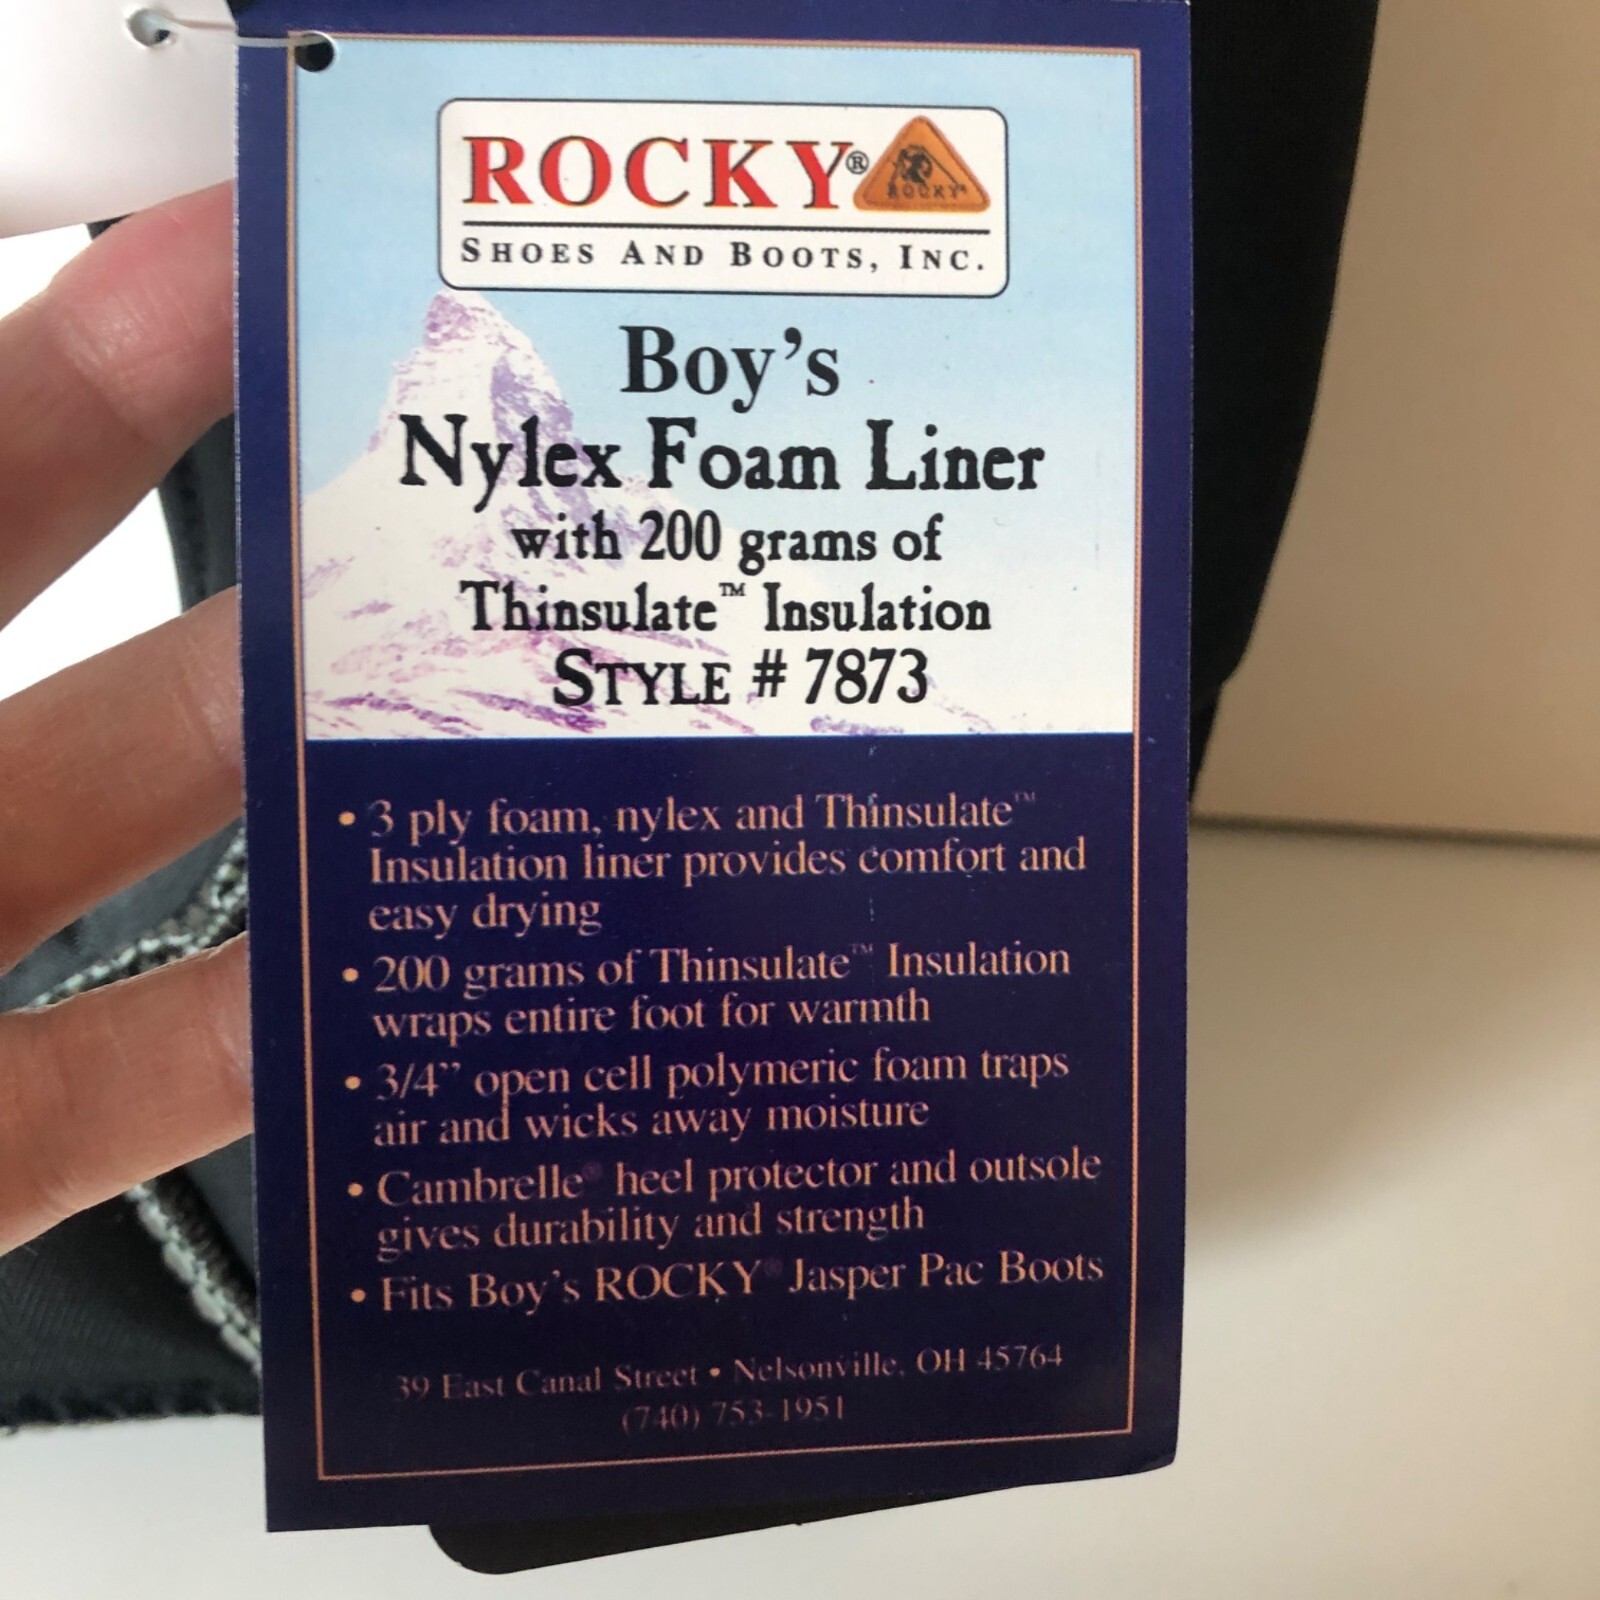 ROCKY®
ROCKY®
SHOES AND BOOTS, INC.
Boy's
Nylex Foam Liner
with 200 grams of
Thinsulate™ Insulation
STYLE # 7873
• 3 ply foam, nylex and Thinsulate™
Insulation liner provides comfort and
easy drying
• 200 grams of Thinsulate™ Insulation
wraps entire foot for warmth
• 3/4” open cell polymeric foam traps
air and wicks away moisture
• Cambrelle® heel protector and outsole
gives durability and strength
• Fits Boy's ROCKY® Jasper Pac Boots
39 East Canal Street • Nelsonville, OH 45764
(740) 753-1951